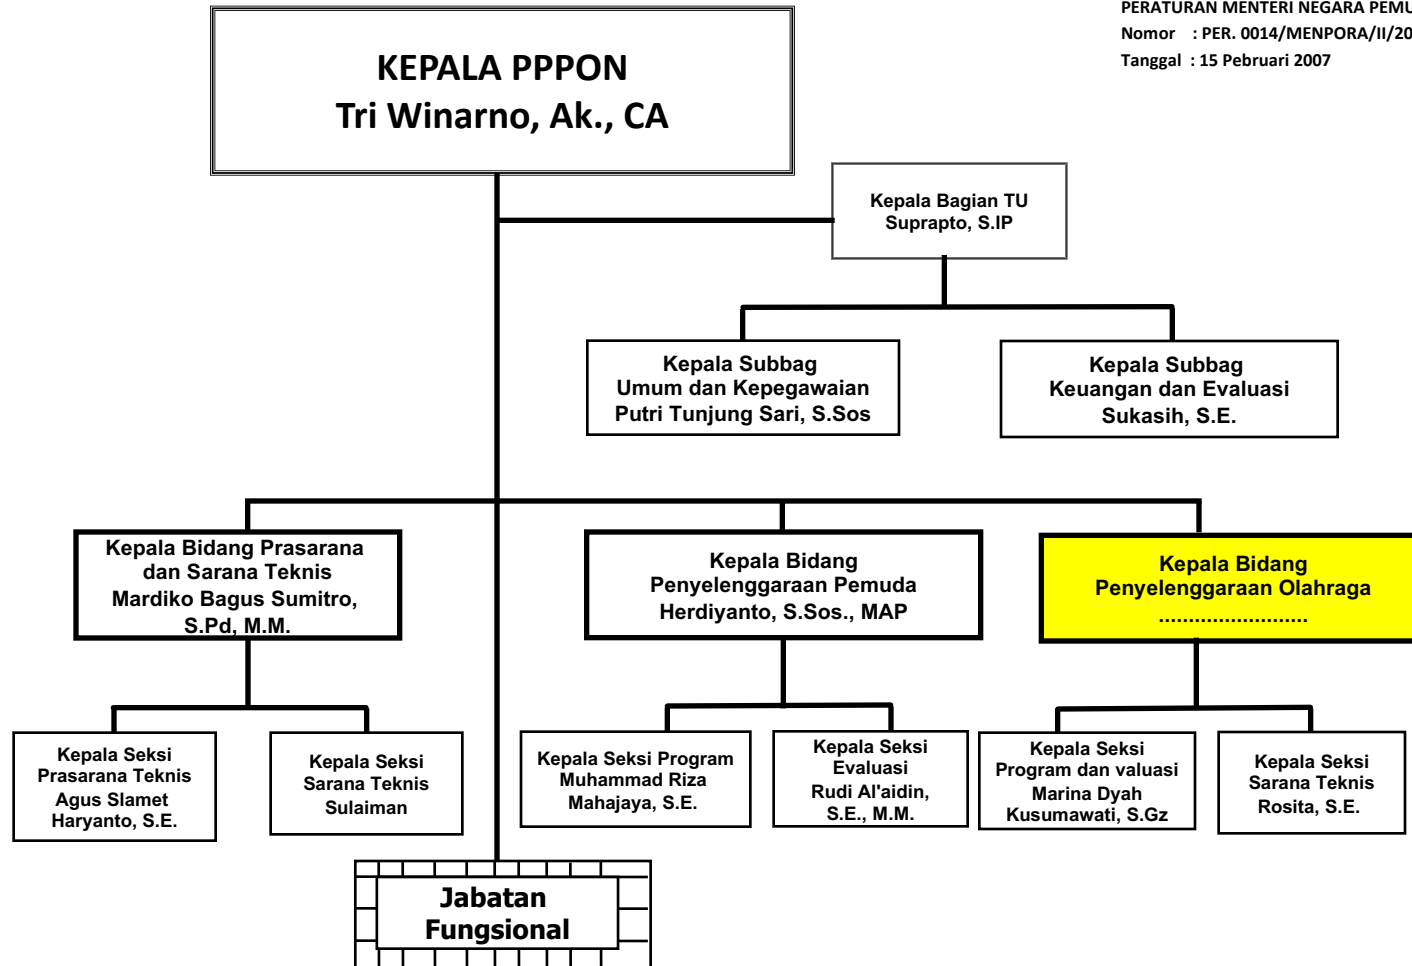 PERATURAN MENTERI NEGARA
Nomor : PER. 0014/MENPORA/II/20
Tanggal : 15 Pebruari 2007
KEPALA PPPON
Tri Winarno, Ak., CA
Kepala Bagian TU
Suprapto, S.IP
Kepala Subbag
Umum dan Kepegawaian
Putri Tunjung Sari, S.Sos
Kepala Subbag
Keuangan dan Evaluasi
Sukasih, S.E.
Kepala Bidang Prasarana
dan Sarana Teknis
Mardiko Bagus Sumitro,
S.Pd, M.M.
Kepala Bidang
Penyelenggaraan Pemuda
Herdiyanto, S.Sos., MAP
Kepala Bidang
Penyelenggaraan Olahraga
.........................
Kepala Seksi
Prasarana Teknis
Agus Slamet
Haryanto, S.E.
Kepala Seksi
Sarana Teknis
Sulaiman
Kepala Seksi Program
Muhammad Riza
Mahajaya, S.E.
Kepala Seksi
Evaluasi
Rudi Al'aidin,
S.E., M.M.
Kepala Seksi
Program dan valuasi
Marina Dyah
Kusumawati, S.Gz
Kepala Seksi
Sarana Teknis
Rosita, S.E.
Jabatan
Fungsional